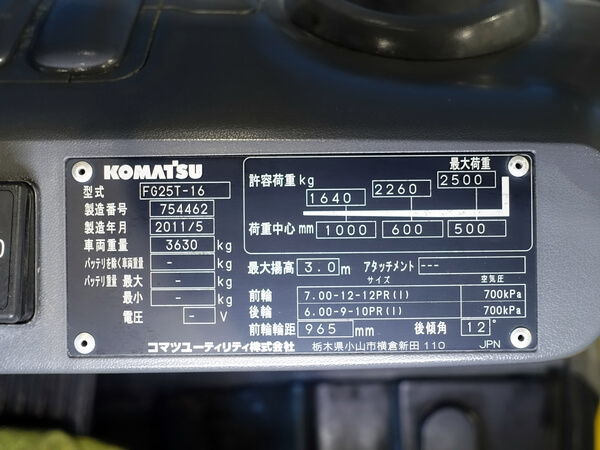 KOMATSU
型式 FG25T-16
製造番号 754462
製造年月 2011/5
車両重量 3630 kg
バッテリを除く車両重量 - kg
バッテリ重量 最大 - kg
最小 - kg
電圧 - V
最大荷重
許容荷重 kg 1640 2260 2500
荷重中心 mm 1000 600 500
最大揚高 3.0 m アタッチメント ---
サイズ 空気圧
前輪 7.00-12-12PR(I) 700kPa
後輪 6.00-9-10PR(I) 700kPa
前輪輪距 965 mm 後傾角 12°
コマツユーティリティ株式会社 栃木県小山市横倉新田 110 JPN